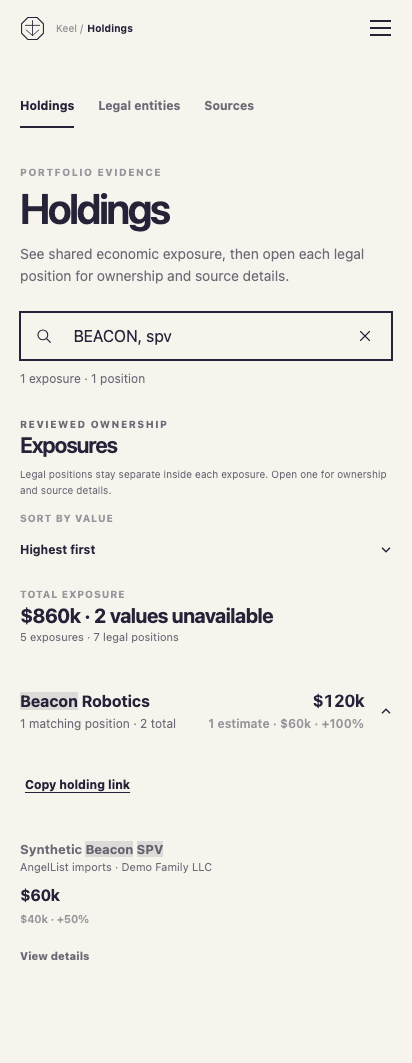 Keel / Holdings
Holdings Legal entities Sources
PORTFOLIO EVIDENCE
Holdings
See shared economic exposure, then open each legal
position for ownership and source details.
BEACON, spv
1 exposure · 1 position
REVIEWED OWNERSHIP
Exposures
Legal positions stay separate inside each exposure. Open one for ownership
and source details.
SORT BY VALUE
Highest first
TOTAL EXPOSURE
$860k · 2 values unavailable
5 exposures · 7 legal positions
Beacon Robotics $120k
1 matching position · 2 total 1 estimate · $60k · +100%
Copy holding link
Synthetic Beacon SPV
AngelList imports · Demo Family LLC
$60k
$40k · +50%
View details